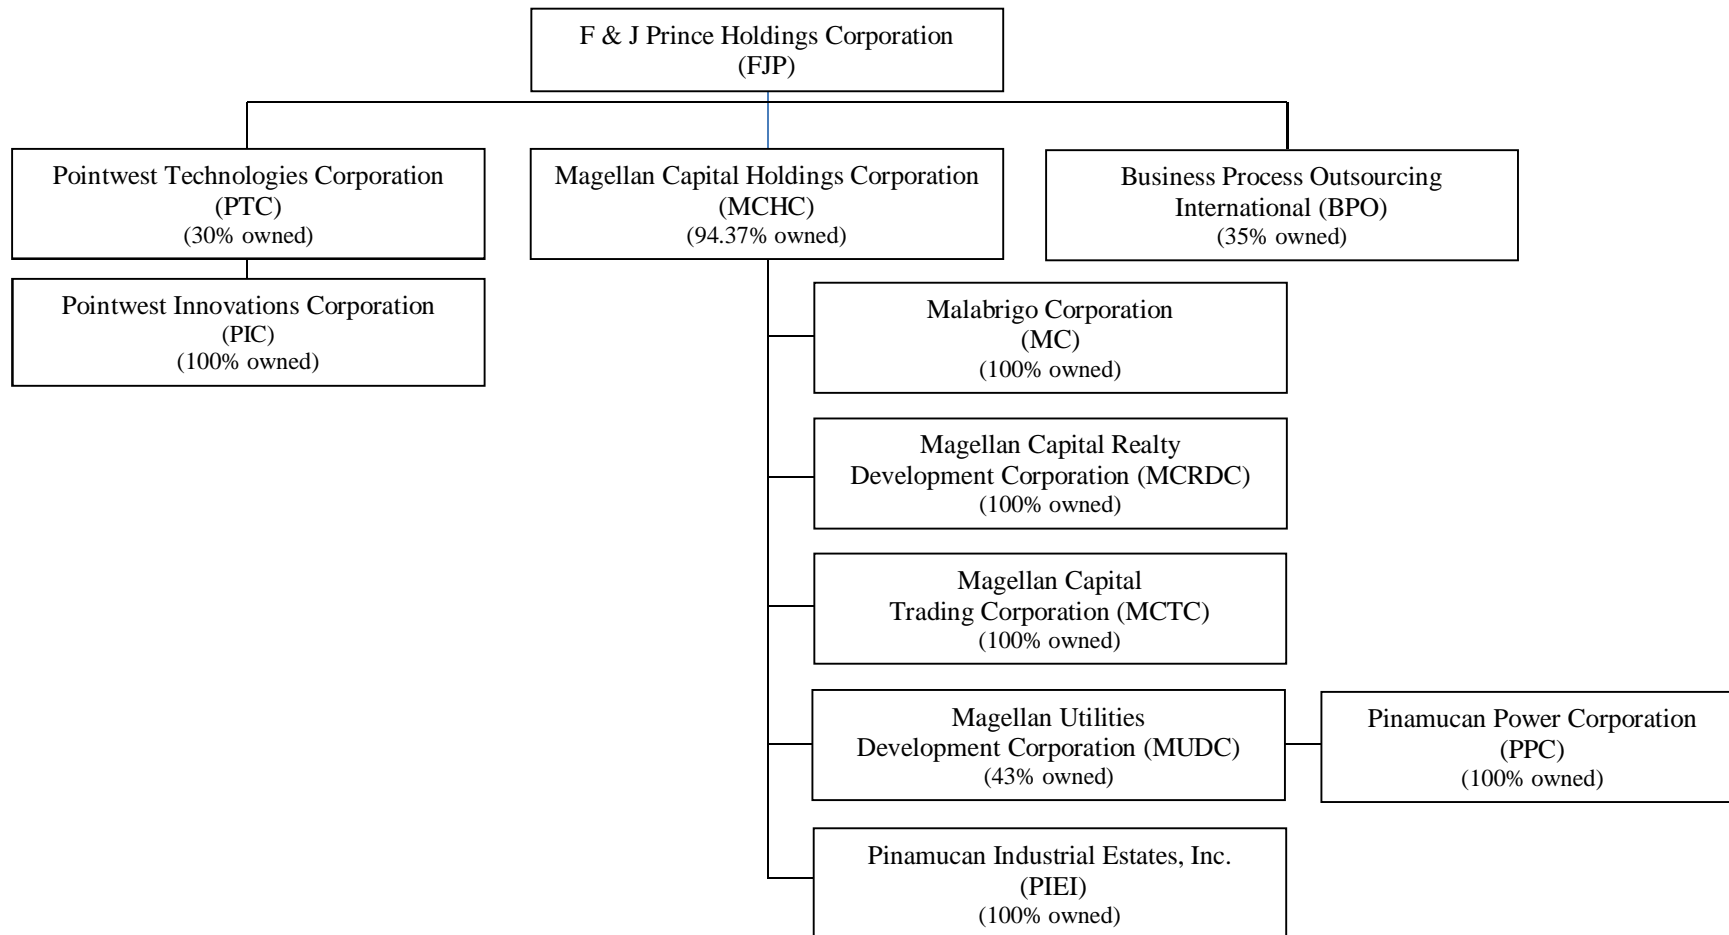 F & J Prince Holdings Corporation
(FJP)
Pointwest Technologies Corporation
(PTC)
(30% owned)
Magellan Capital Holdings Corporation
(MCHC)
(94.37% owned)
Business Process Outsourcing
International (BPO)
(35% owned)
Pointwest Innovations Corporation
(PIC)
(100% owned)
Malabrigo Corporation
(MC)
(100% owned)
Magellan Capital Realty
Development Corporation (MCRDC)
(100% owned)
Magellan Capital
Trading Corporation (MCTC)
(100% owned)
Magellan Utilities
Development Corporation (MUDC)
(43% owned)
Pinamucan Power Corporation
(PPC)
(100% owned)
Pinamucan Industrial Estates, Inc.
(PIEI)
(100% owned)